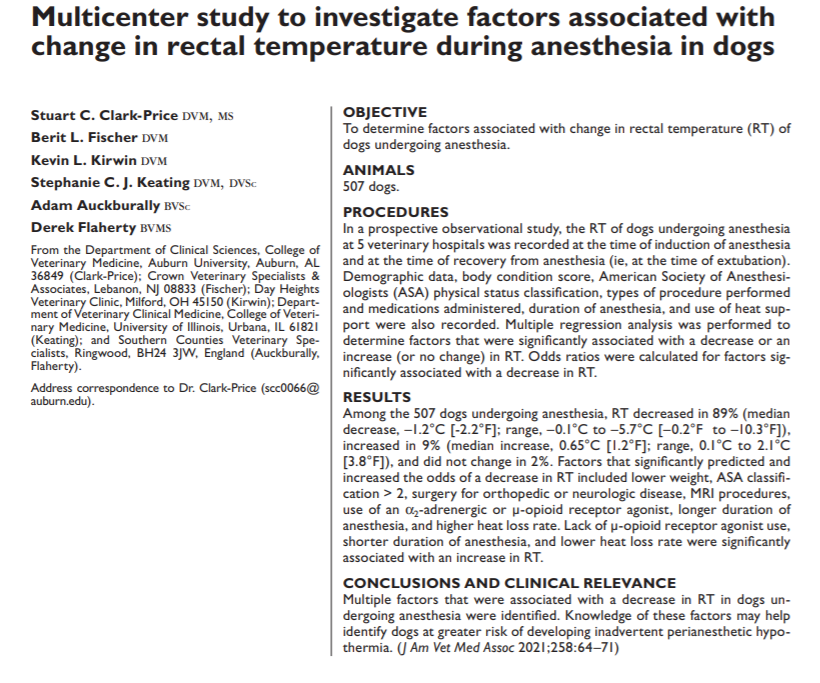 Multicenter study to investigate factors associated with
change in rectal temperature during anesthesia in dogs
Stuart C. Clark-Price DVM, MS
Berit L. Fischer DVM
Kevin L. Kirwin DVM
Stephanie C. J. Keating DVM, DVSc
Adam Auckburally BVSc
Derek Flaherty BVMS
From the Department of Clinical Sciences, College of
Veterinary Medicine, Auburn University, Auburn, AL
36849 (Clark-Price); Crown Veterinary Specialists &
Associates, Lebanon, NJ 08833 (Fischer); Day Heights
Veterinary Clinic, Milford, OH 45150 (Kirwin); Depart-
ment of Veterinary Clinical Medicine, College of Veteri-
nary Medicine, University of Illinois, Urbana, IL 61821
(Keating); and Southern Counties Veterinary Spe-
cialists, Ringwood, BH24 3JW, England (Auckburally,
Flaherty).
Address correspondence to Dr. Clark-Price (scc0066@
auburn.edu).
OBJECTIVE
To determine factors associated with change in rectal temperature (RT) of
dogs undergoing anesthesia.
ANIMALS
507 dogs.
PROCEDURES
In a prospective observational study, the RT of dogs undergoing anesthesia
at 5 veterinary hospitals was recorded at the time of induction of anesthesia
and at the time of recovery from anesthesia (ie, at the time of extubation).
Demographic data, body condition score, American Society of Anesthesi-
ologists (ASA) physical status classification, types of procedure performed
and medications administered, duration of anesthesia, and use of heat sup-
port were also recorded. Multiple regression analysis was performed to
determine factors that were significantly associated with a decrease or an
increase (or no change) in RT. Odds ratios were calculated for factors sig-
nificantly associated with a decrease in RT.
RESULTS
Among the 507 dogs undergoing anesthesia, RT decreased in 89% (median
decrease, –1.2°C [-2.2°F]; range, –0.1°C to –5.7°C [–0.2°F to –10.3°F]),
increased in 9% (median increase, 0.65°C [1.2°F]; range, 0.1°C to 2.1°C
[3.8°F]), and did not change in 2%. Factors that significantly predicted and
increased the odds of a decrease in RT included lower weight, ASA classifi-
cation > 2, surgery for orthopedic or neurologic disease, MRI procedures,
use of an α₂-adrenergic or μ-opioid receptor agonist, longer duration of
anesthesia, and higher heat loss rate. Lack of μ-opioid receptor agonist use,
shorter duration of anesthesia, and lower heat loss rate were significantly
associated with an increase in RT.
CONCLUSIONS AND CLINICAL RELEVANCE
Multiple factors that were associated with a decrease in RT in dogs un-
dergoing anesthesia were identified. Knowledge of these factors may help
identify dogs at greater risk of developing inadvertent perianesthetic hypo-
thermia. (J Am Vet Med Assoc 2021;258:64–71)